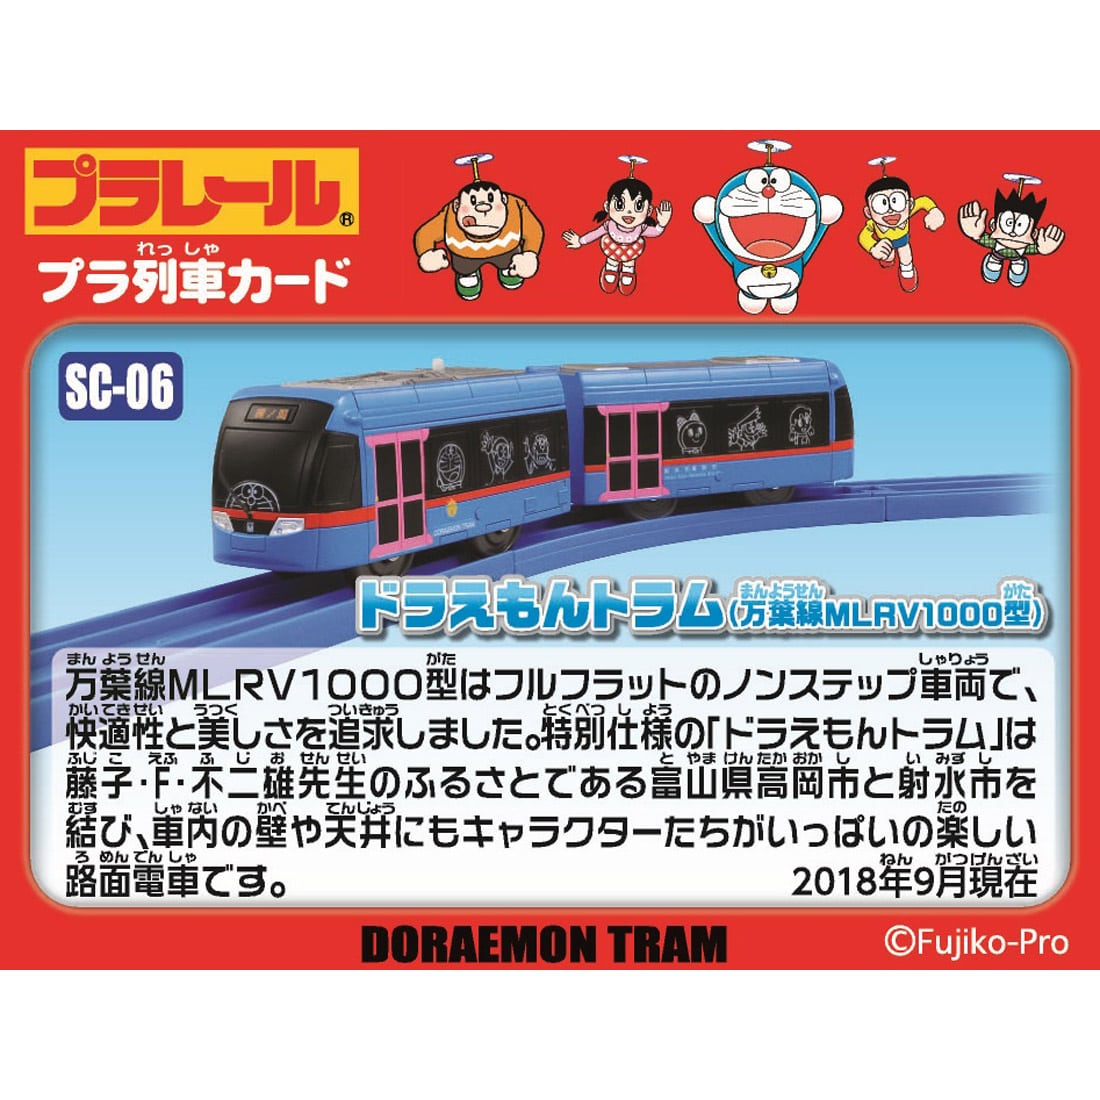 プラレール®
れっ しゃ
プラ列車カード
SC-06
DORAEMON TRAM
まんようせん がた
ドラえもんトラム(万葉線MLRV1000型)
まん よう せん がた しゃりょう
万葉線MLRV1000型はフルフラットのノンステップ車両で、
かいてきせい うつく ついきゅう とくべつ し よう
快適性と美しさを追求しました。特別仕様の「ドラえもんトラム」は
ふじ こ えふ ふ じ お せん せい と やま けん たか おか し い みず し
藤子・F・不二雄先生のふるさとである富山県高岡市と射水市を
むす しゃ ない かべ てんじょう たの
結び、車内の壁や天井にもキャラクターたちがいっぱいの楽しい
ろ めん でん しゃ ねん がつ げん ざい
路面電車です。 2018年9月現在
DORAEMON TRAM
©Fujiko-Pro